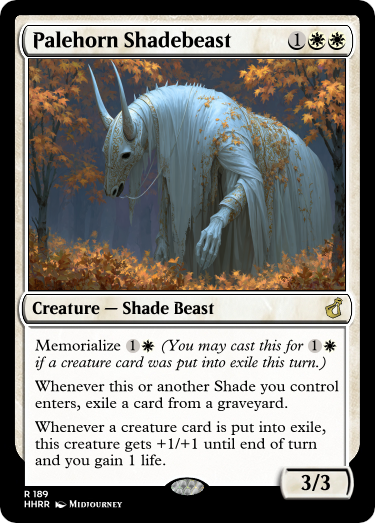 Palehorn Shadebeast 1
Creature — Shade Beast
Memorialize 1 (You may cast this for 1
if a creature card was put into exile this turn.)
Whenever this or another Shade you control
enters, exile a card from a graveyard.
Whenever a creature card is put into exile,
this creature gets +1/+1 until end of turn
and you gain 1 life.
3/3
R 189
HHRR Midjourney